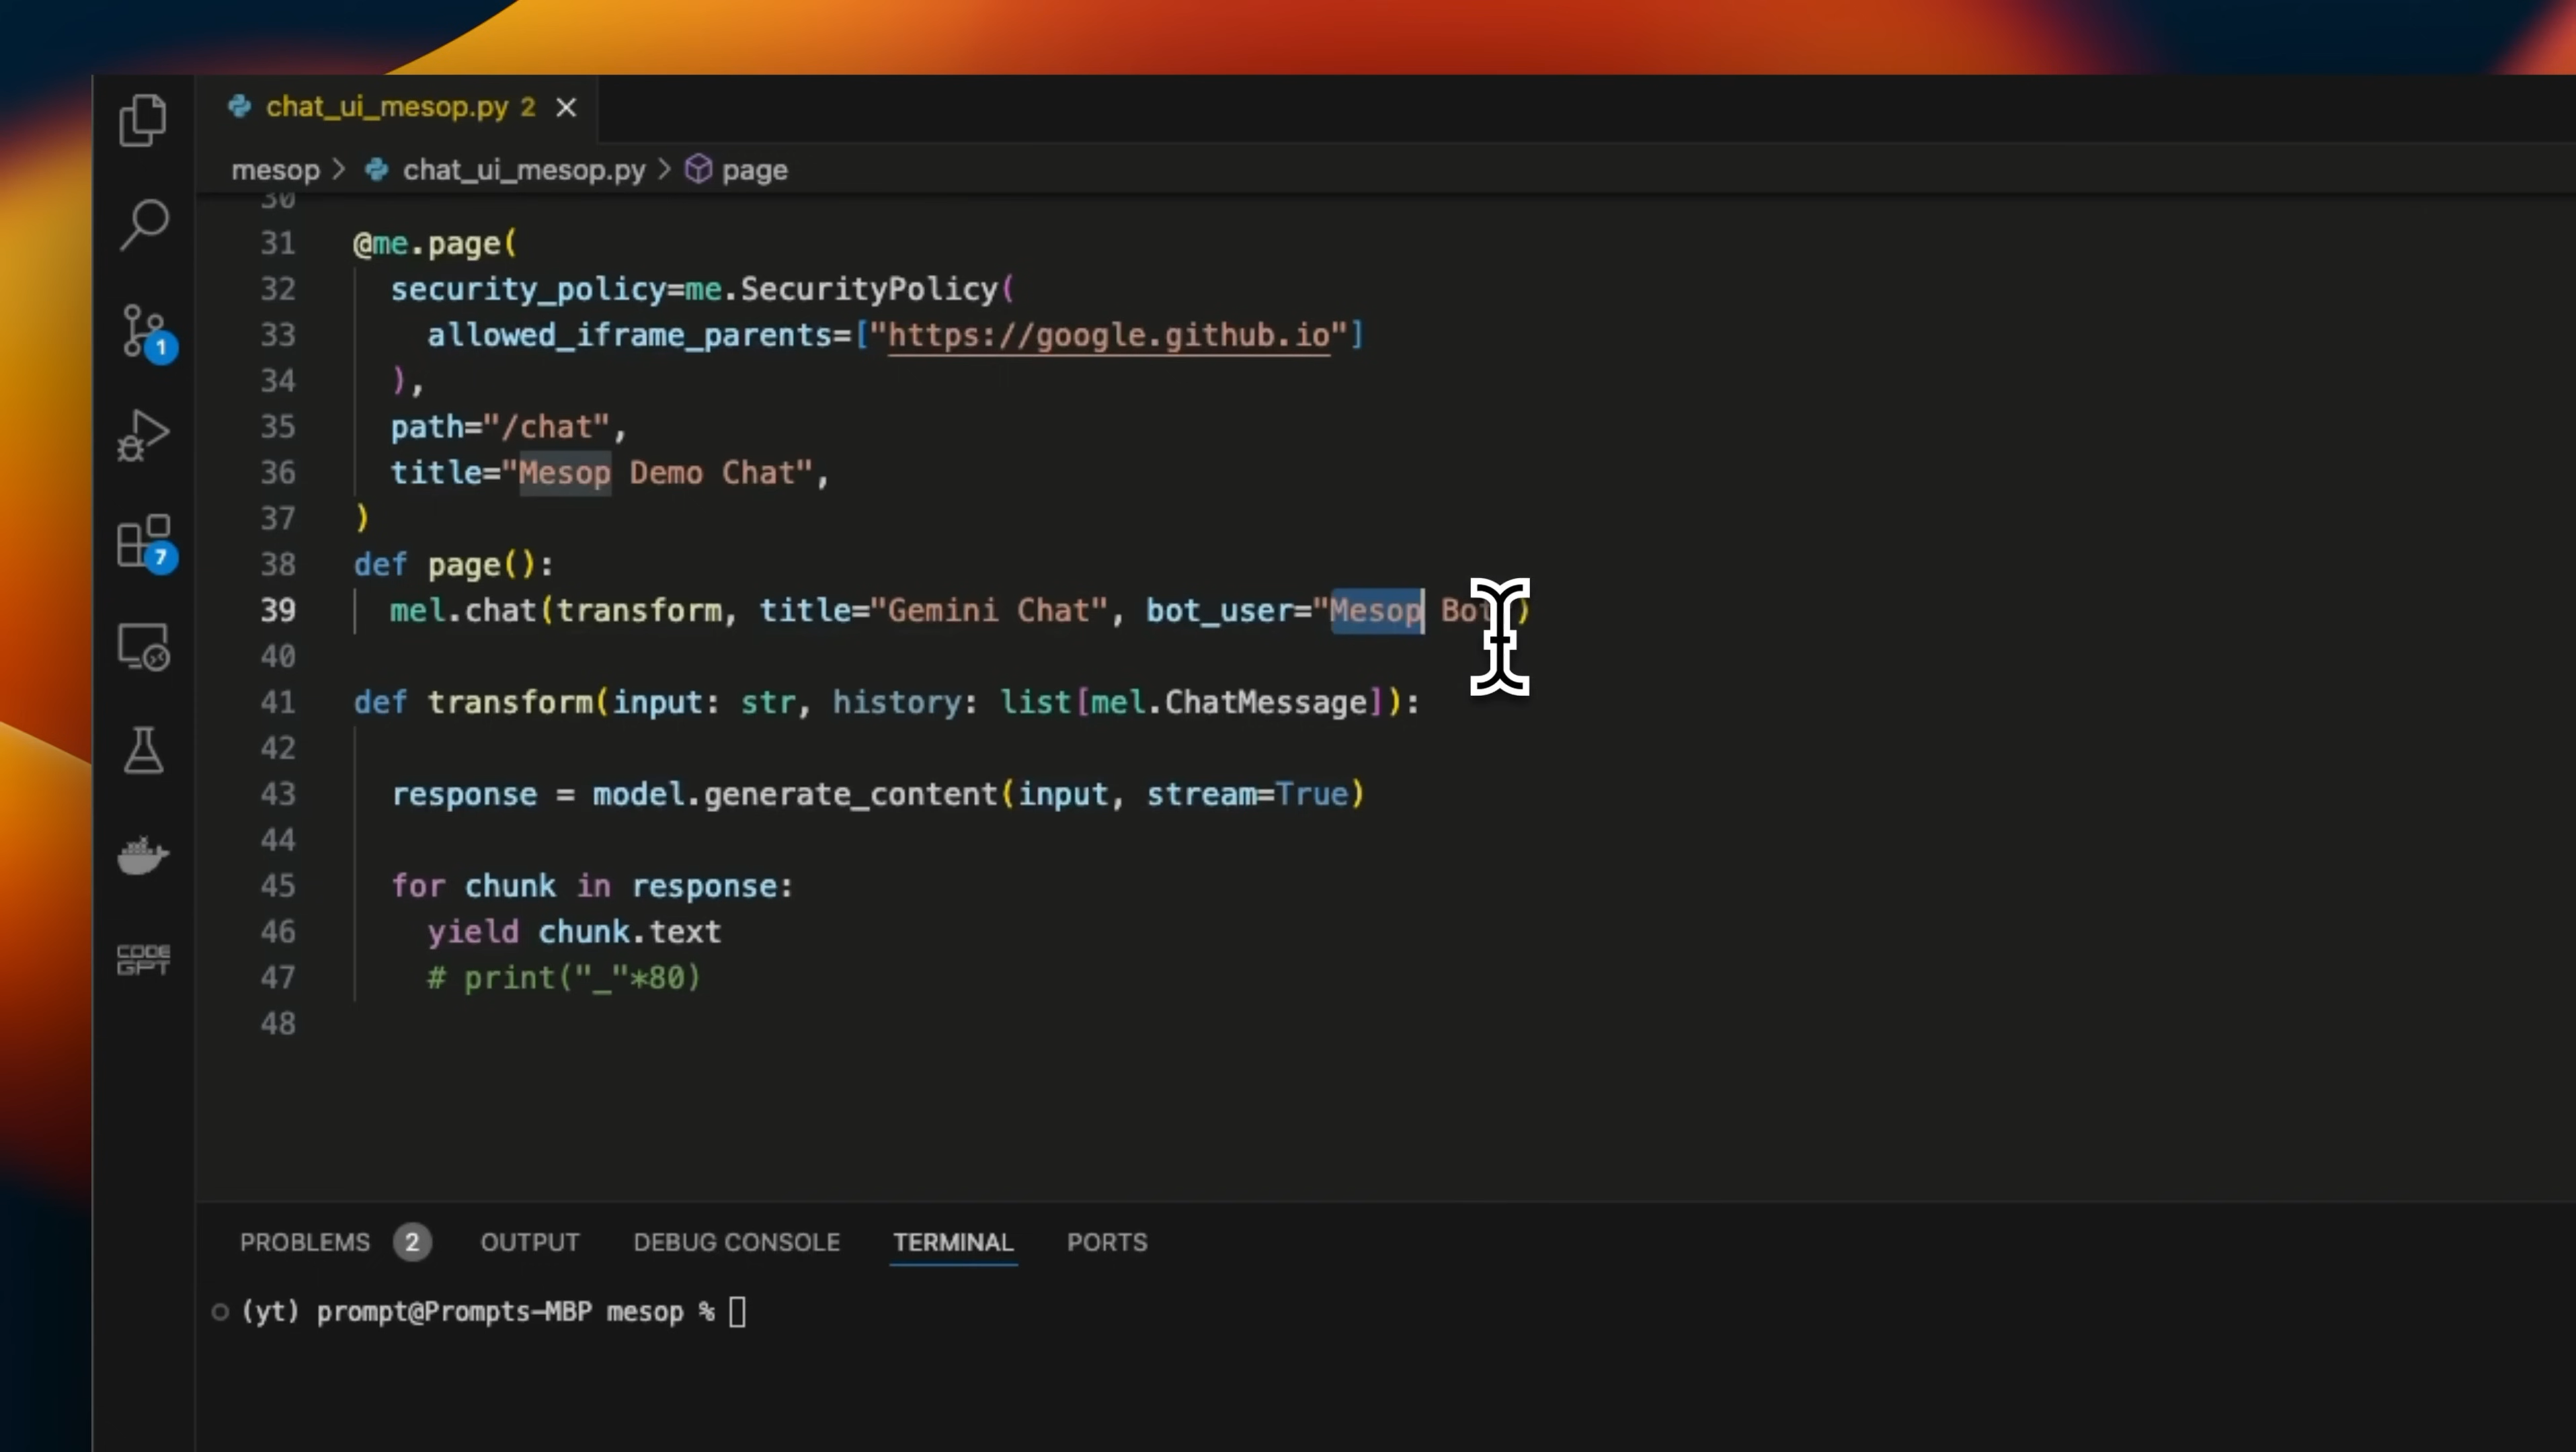 chat_ui_mesop.py 2
mesop > chat_ui_mesop.py > page
30
31 @me.page(
32 security_policy=me.SecurityPolicy(
33 allowed_iframe_parents=["https://google.github.io"]
34 ),
35 path="/chat",
36 title="Mesop Demo Chat",
37 )
38 def page():
39 mel.chat(transform, title="Gemini Chat", bot_user="Mesop )
40
41 def transform(input: str, history: list[mel.ChatMessage]):
42
43 response = model.generate_content(input, stream=True)
44
45 for chunk in response:
46 yield chunk.text
47 # print("_"*80)
48
1
7
CODE
GPT
PROBLEMS 2 OUTPUT DEBUG CONSOLE TERMINAL PORTS
(yt) prompt@Prompts-MBP mesop %